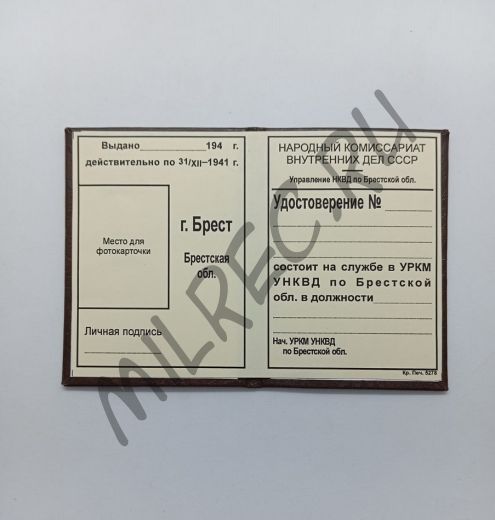 Выдано_____________194 г.
действительно по 31/XII–1941 г.
Место для
фотокарточки
г. Брест
Брестская
обл.
Личная подпись
НАРОДНЫЙ КОМИССАРИАТ
ВНУТРЕННИХ ДЕЛ СССР
Управление НКВД по Брестской обл.
Удостоверение №
состоит на службе в УРКМ
УНКВД по Брестской
обл. в должности
Нач. УРКМ УНКВД
по Брестской обл.
Кр. Печ. 5278
MILREC.RU